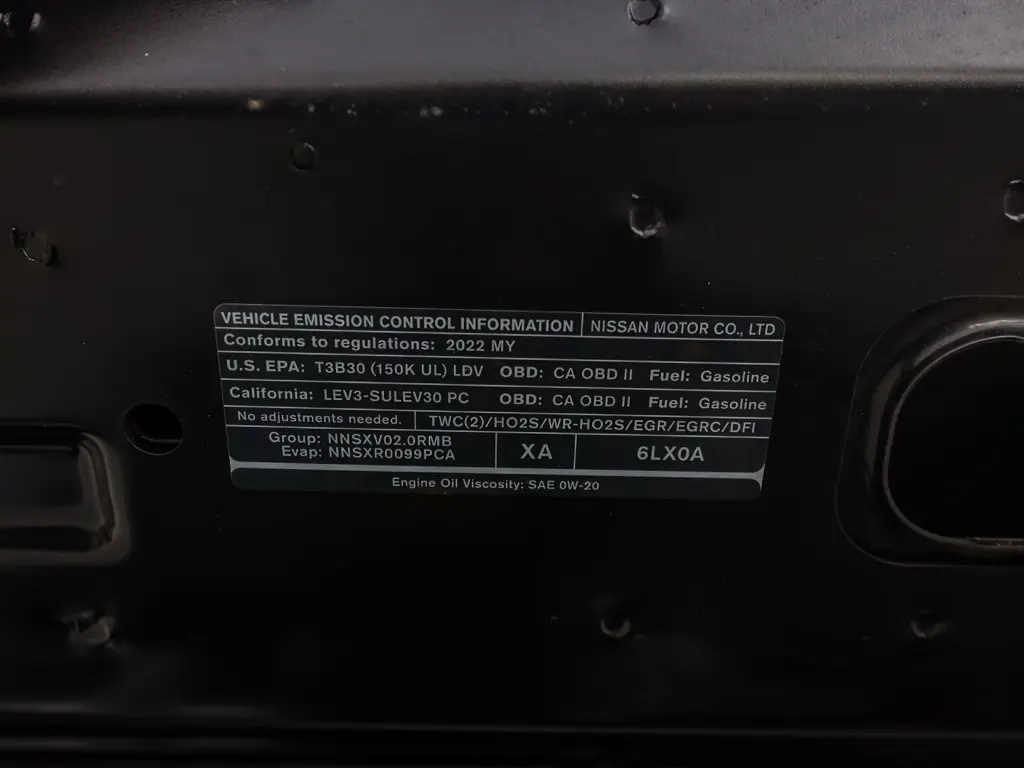 VEHICLE EMISSION CONTROL INFORMATION NISSAN MOTOR CO., LTD
Conforms to regulations: 2022 MY
U.S. EPA: T3B30 (150K UL) LDV OBD: CA OBD II Fuel: Gasoline
California: LEV3-SULEV30 PC OBD: CA OBD II Fuel: Gasoline
No adjustments needed. TWC(2)/HO2S/WR-HO2S/EGR/EGRC/DFI
Group: NNSXV02.0RMB
Evap: NNSXR0099PCA
XA 6LX0A
Engine Oil Viscosity: SAE 0W-20